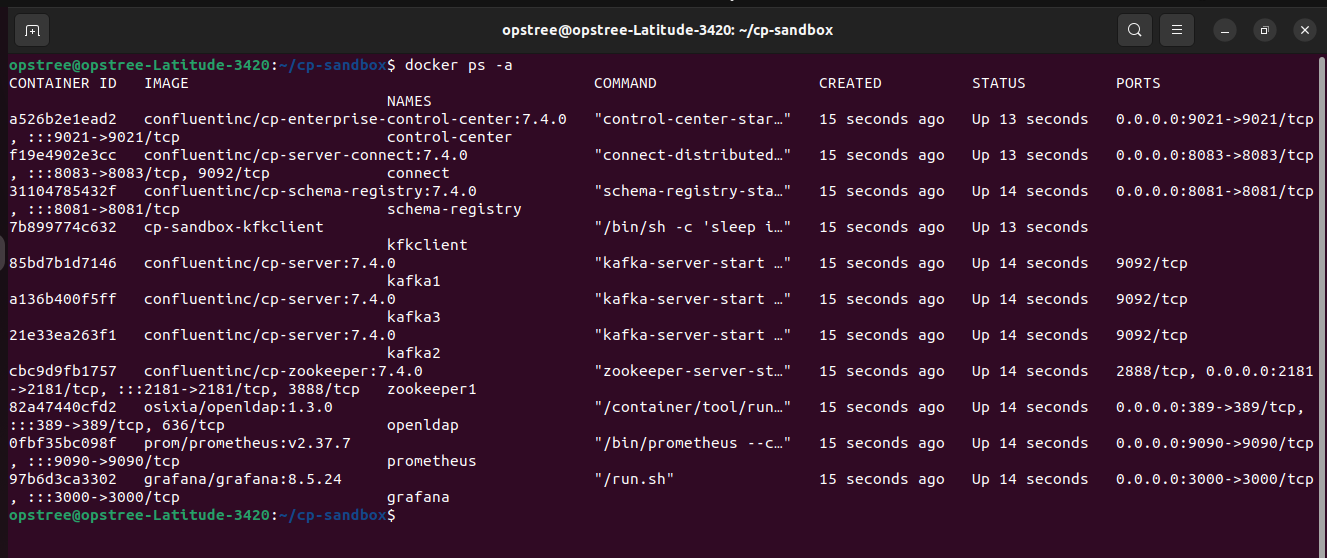 opstree@opstree-Latitude-3420: ~/cp-sandbox
opstree@opstree-Latitude-3420:~/cp-sandbox$ docker ps -a
CONTAINER ID   IMAGE                                             COMMAND                  CREATED          STATUS          PORTS
                                          NAMES
a526b2e1ead2   confluentinc/cp-enterprise-control-center:7.4.0   "control-center-star…"   15 seconds ago   Up 13 seconds   0.0.0.0:9021->9021/tcp
, :::9021->9021/tcp                       control-center
f19e4902e3cc   confluentinc/cp-server-connect:7.4.0              "connect-distributed…"   15 seconds ago   Up 13 seconds   0.0.0.0:8083->8083/tcp
, :::8083->8083/tcp, 9092/tcp             connect
31104785432f   confluentinc/cp-schema-registry:7.4.0             "schema-registry-sta…"   15 seconds ago   Up 14 seconds   0.0.0.0:8081->8081/tcp
, :::8081->8081/tcp                       schema-registry
7b899774c632   cp-sandbox-kfkclient                              "/bin/sh -c 'sleep i…"   15 seconds ago   Up 13 seconds
                                          kfkclient
85bd7b1d7146   confluentinc/cp-server:7.4.0                      "kafka-server-start …"   15 seconds ago   Up 14 seconds   9092/tcp
                                          kafka1
a136b400f5ff   confluentinc/cp-server:7.4.0                      "kafka-server-start …"   15 seconds ago   Up 14 seconds   9092/tcp
                                          kafka3
21e33ea263f1   confluentinc/cp-server:7.4.0                      "kafka-server-start …"   15 seconds ago   Up 14 seconds   9092/tcp
                                          kafka2
cbc9d9fb1757   confluentinc/cp-zookeeper:7.4.0                   "zookeeper-server-st…"   15 seconds ago   Up 14 seconds   2888/tcp, 0.0.0.0:2181
->2181/tcp, :::2181->2181/tcp, 3888/tcp   zookeeper1
82a47440cfd2   osixia/openldap:1.3.0                             "/container/tool/run…"   15 seconds ago   Up 14 seconds   0.0.0.0:389->389/tcp,
:::389->389/tcp, 636/tcp                  openldap
0fbf35bc098f   prom/prometheus:v2.37.7                           "/bin/prometheus --c…"   15 seconds ago   Up 14 seconds   0.0.0.0:9090->9090/tcp
, :::9090->9090/tcp                       prometheus
97b6d3ca3302   grafana/grafana:8.5.24                            "/run.sh"                15 seconds ago   Up 14 seconds   0.0.0.0:3000->3000/tcp
, :::3000->3000/tcp                       grafana
opstree@opstree-Latitude-3420:~/cp-sandbox$